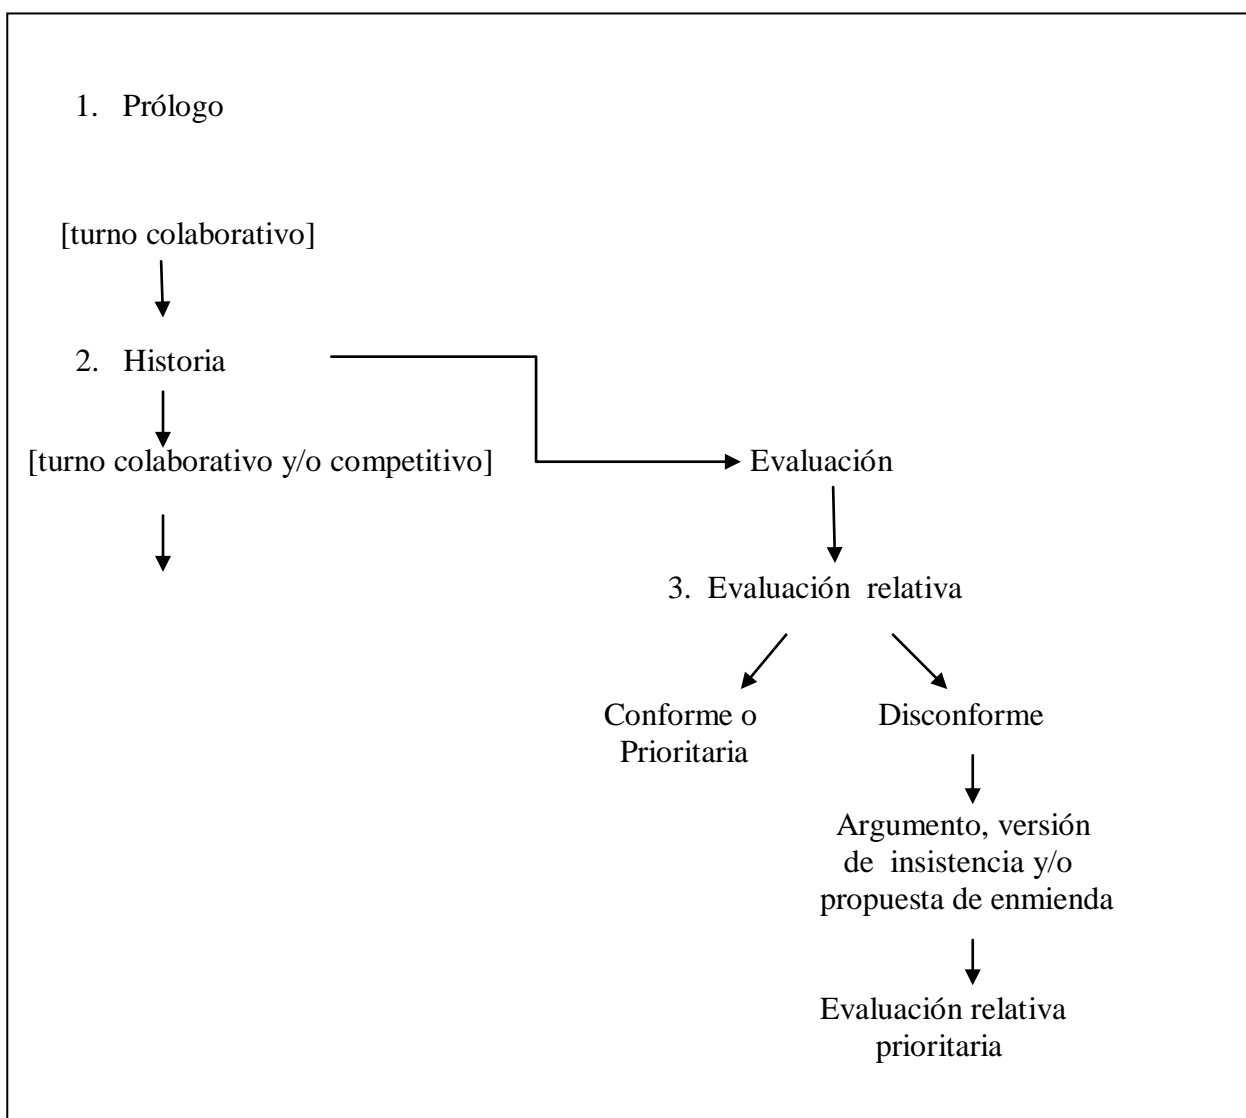 1. Prólogo
[turno colaborativo]
2. Historia
[turno colaborativo y/o competitivo]
Evaluación
3. Evaluación relativa
Conforme o
Prioritaria
Disconforme
Argumento, versión
de insistencia y/o
propuesta de enmienda
Evaluación relativa
prioritaria